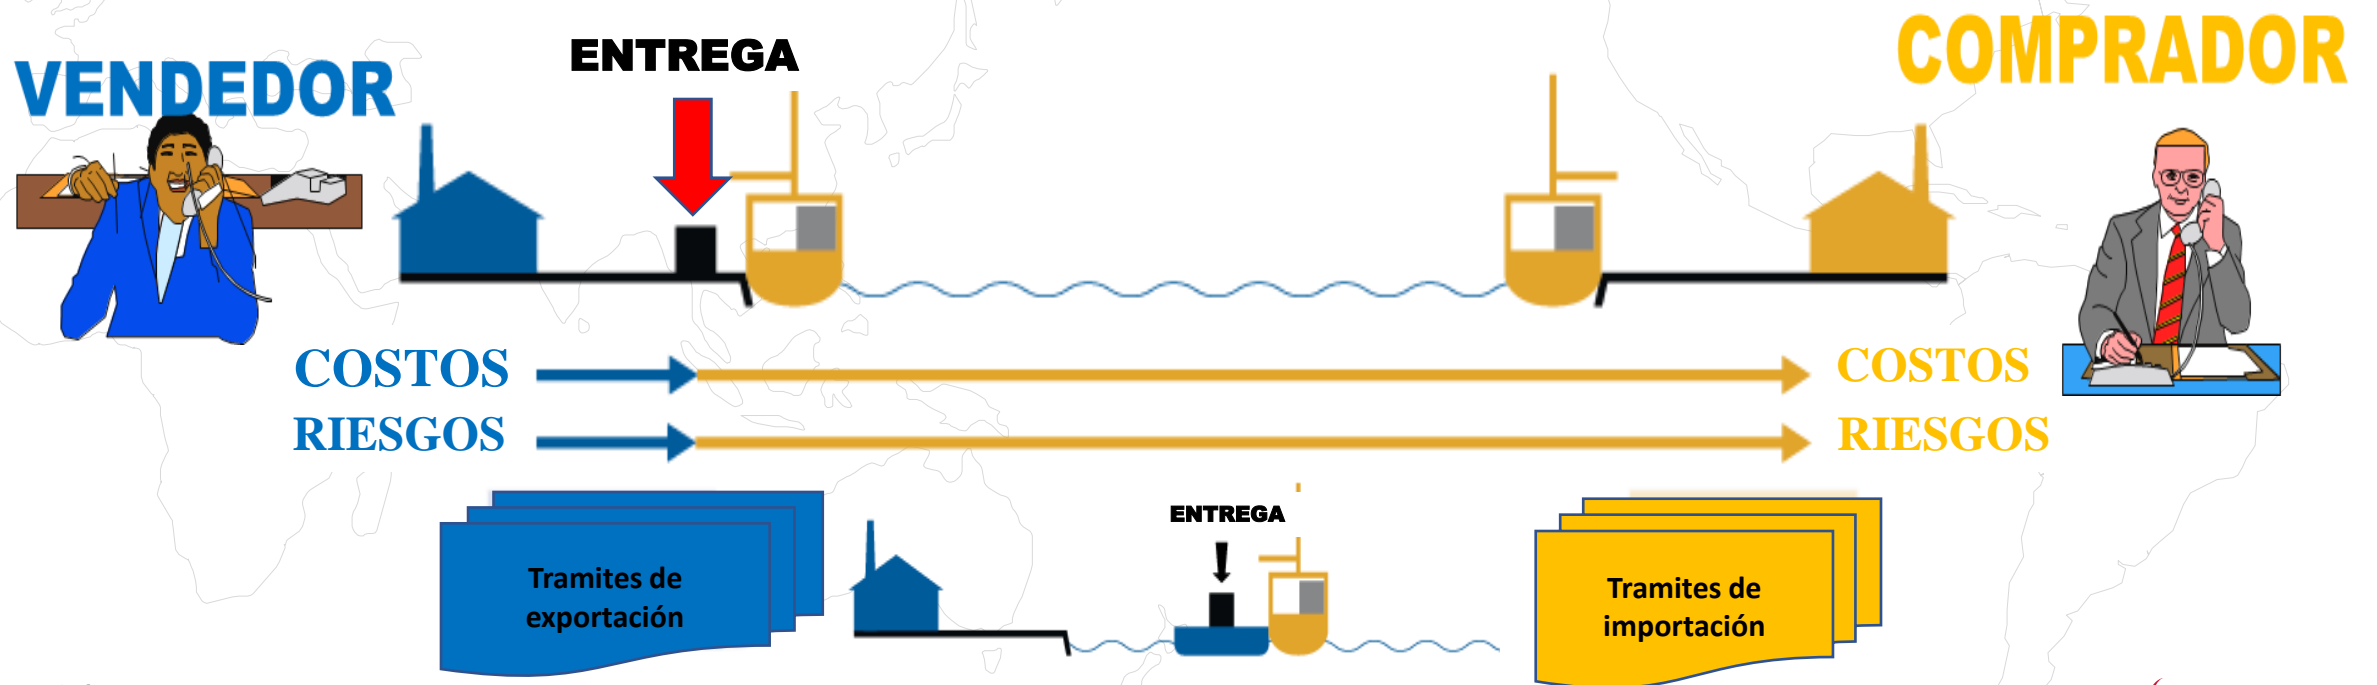 VENDEDOR
ENTREGA
COMPRADOR
COSTOS
COSTOS
RIESGOS
RIESGOS
Tramites de
exportación
ENTREGA
Tramites de
importación